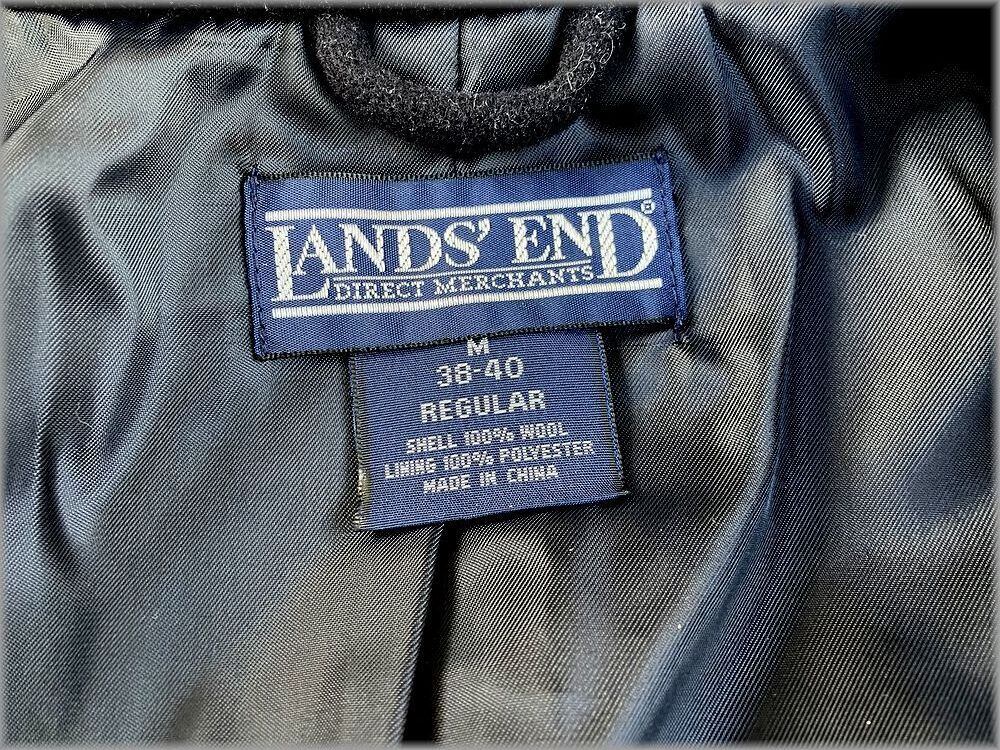 LANDS' END®
DIRECT MERCHANTS
M
38-40
REGULAR
SHELL 100% WOOL
LINING 100% POLYESTER
MADE IN CHINA